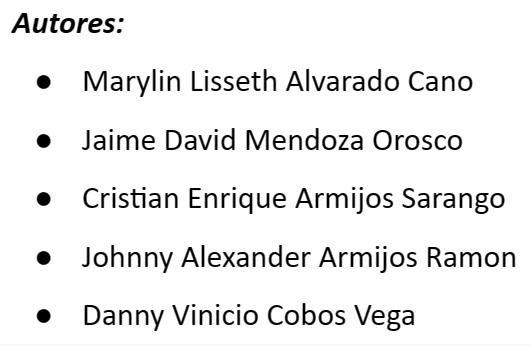 Autores:
● Marylin Lisseth Alvarado Cano
● Jaime David Mendoza Orosco
● Cristian Enrique Armijos Sarango
● Johnny Alexander Armijos Ramon
● Danny Vinicio Cobos Vega